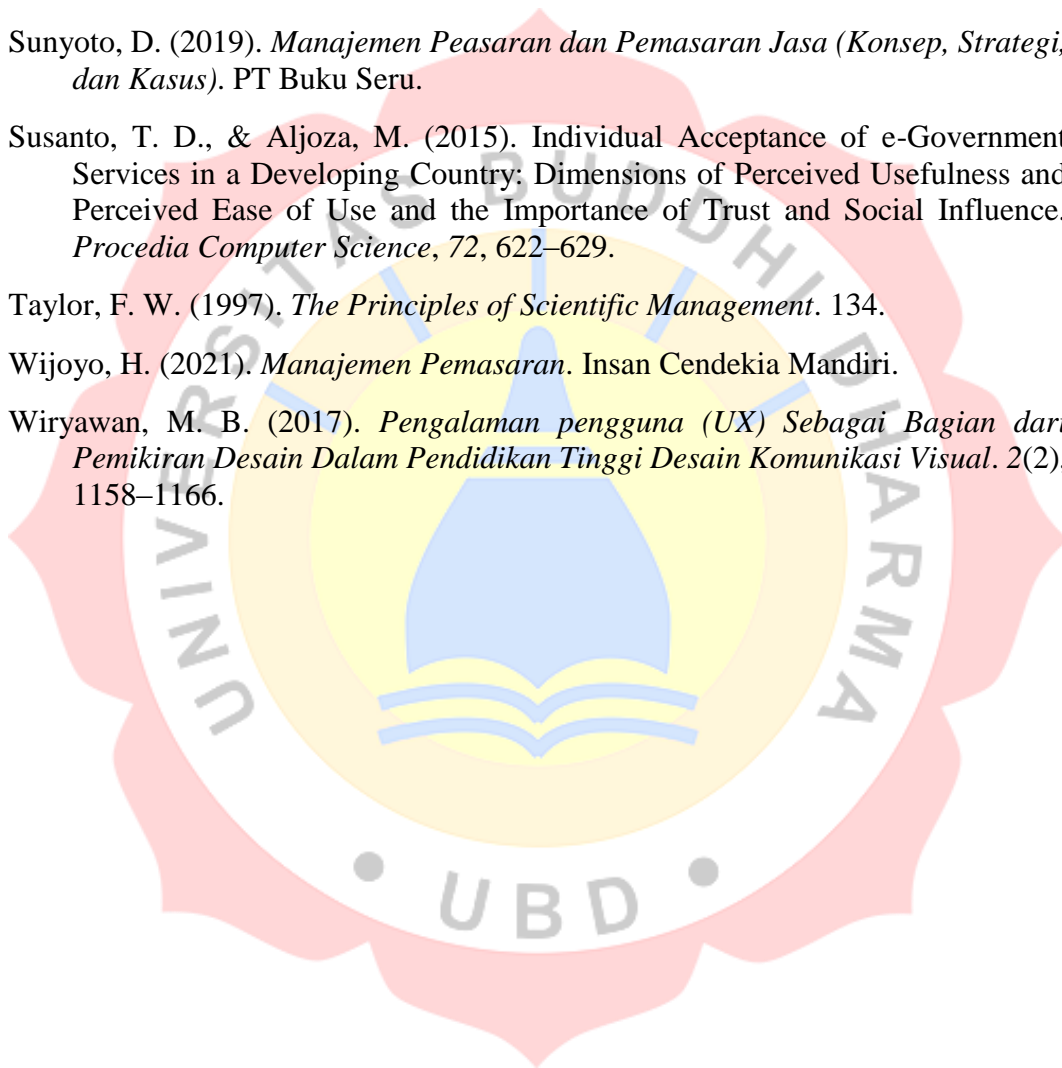 Sunyoto, D. (2019). Manajemen Peasaran dan Pemasaran Jasa (Konsep, Strategi,
dan Kasus). PT Buku Seru.
Susanto, T. D., & Aljoza, M. (2015). Individual Acceptance of e-Government
Services in a Developing Country: Dimensions of Perceived Usefulness and
Perceived Ease of Use and the Importance of Trust and Social Influence.
Procedia Computer Science, 72, 622–629.
Taylor, F. W. (1997). The Principles of Scientific Management. 134.
Wijoyo, H. (2021). Manajemen Pemasaran. Insan Cendekia Mandiri.
Wiryawan, M. B. (2017). Pengalaman pengguna (UX) Sebagai Bagian dari
Pemikiran Desain Dalam Pendidikan Tinggi Desain Komunikasi Visual. 2(2),
1158–1166.
UNIVERSITAS BUDDHI DHARMA
• UBD •